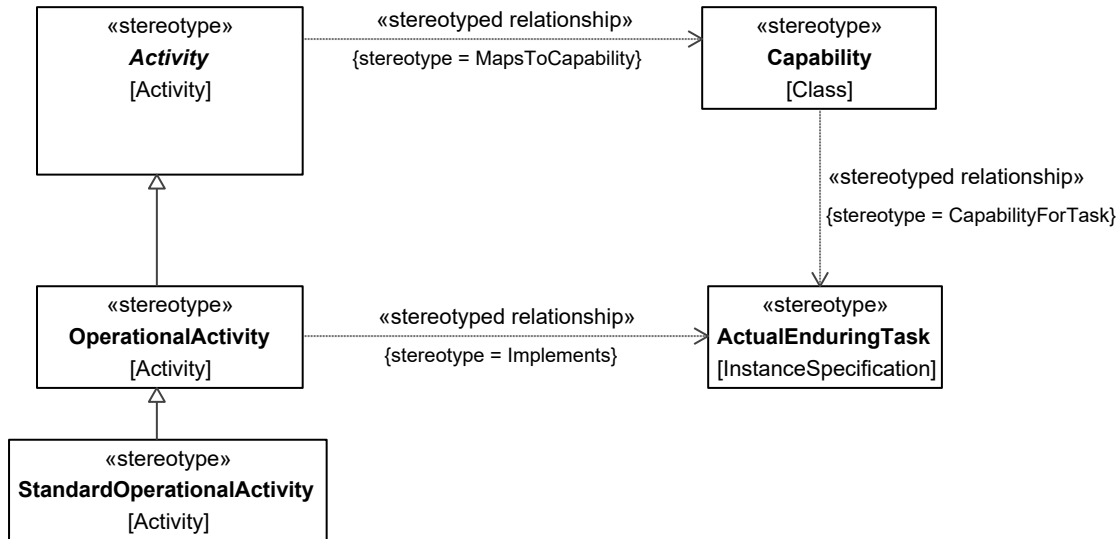 «stereotype»
Activity
[Activity]
«stereotyped relationship»
{stereotype = MapsToCapability}
«stereotype»
Capability
[Class]
«stereotyped relationship»
{stereotype = CapabilityForTask}
«stereotype»
OperationalActivity
[Activity]
«stereotyped relationship»
{stereotype = Implements}
«stereotype»
ActualEnduringTask
[InstanceSpecification]
«stereotype»
StandardOperationalActivity
[Activity]